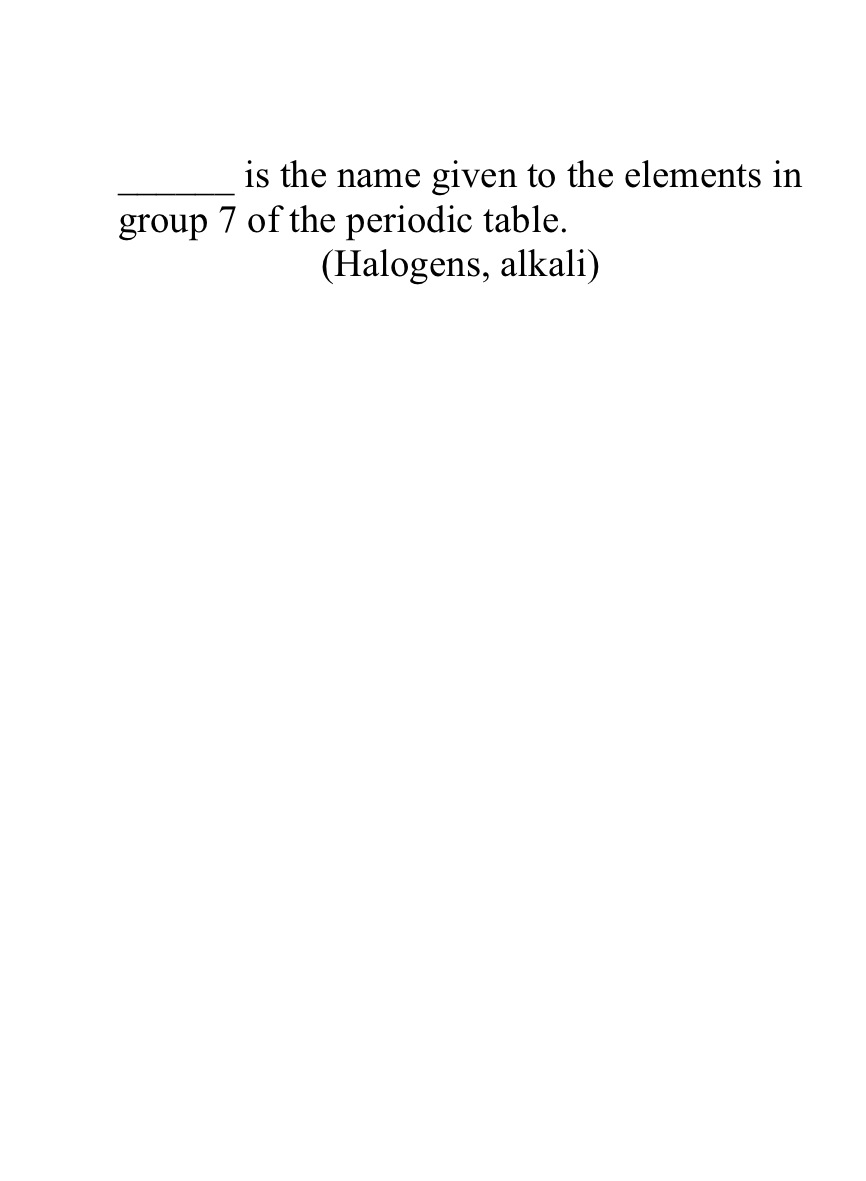 ______ is the name given to the elements in
group 7 of the periodic table.
(Halogens, alkali)